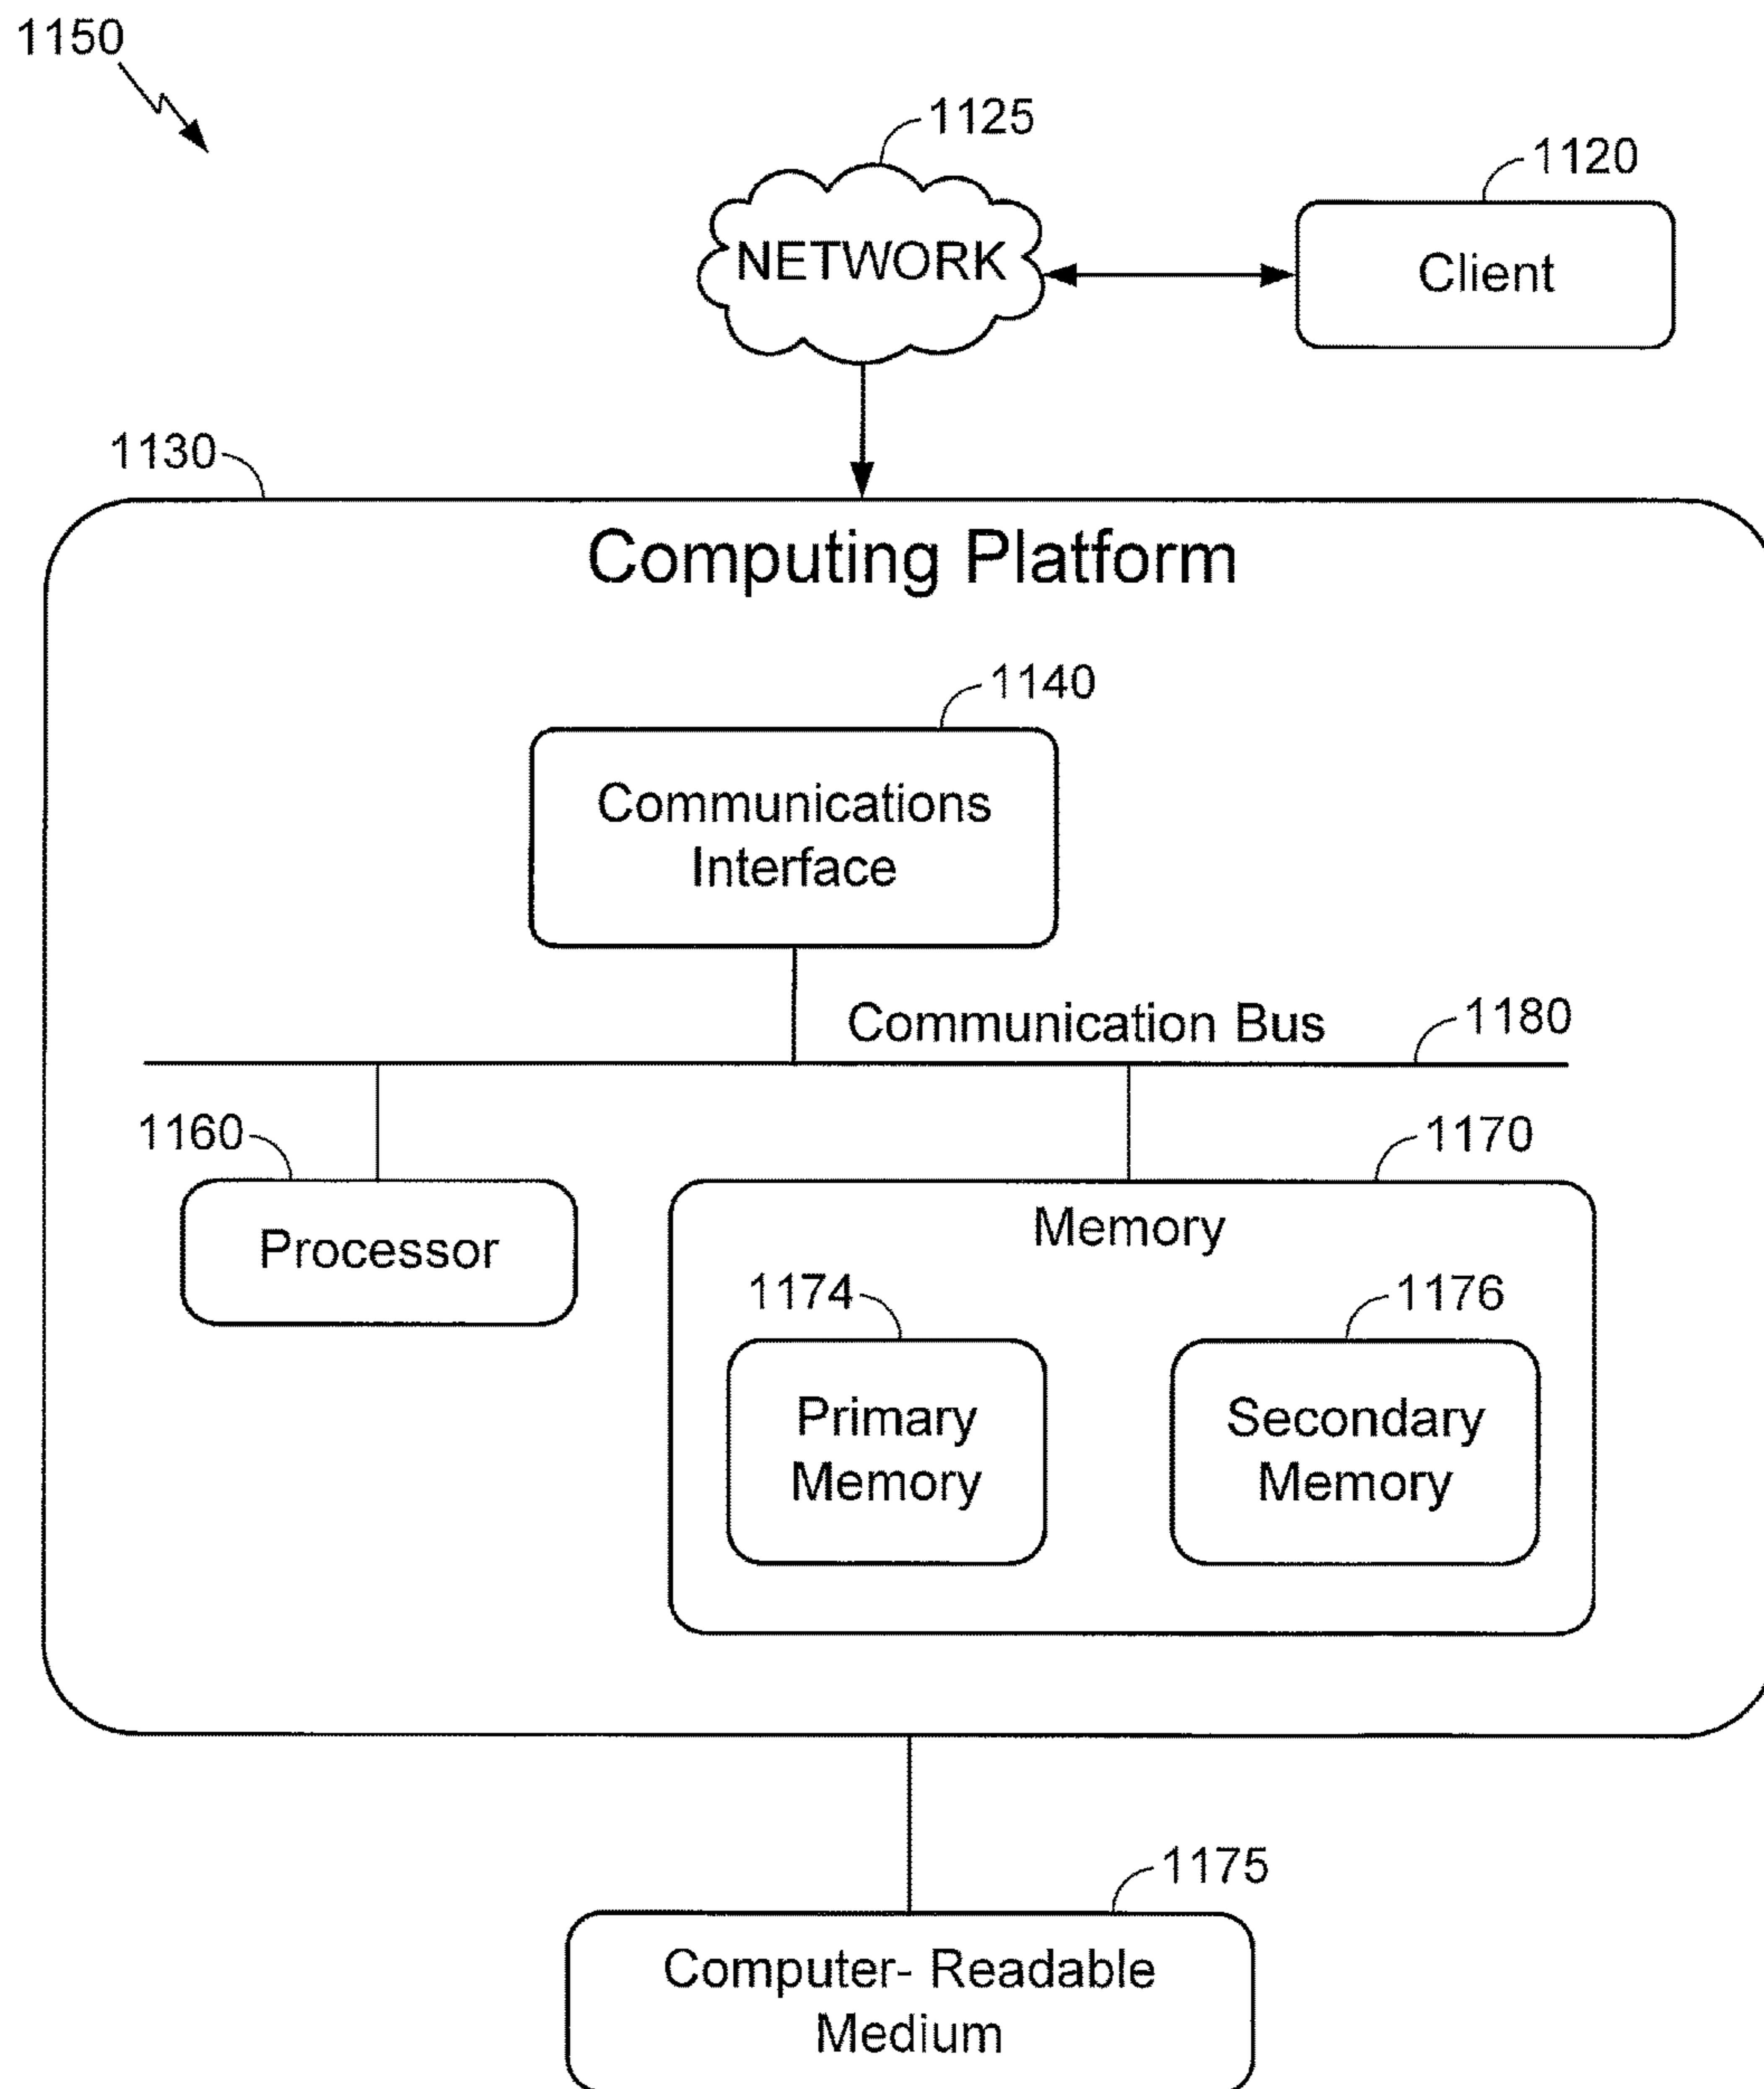 1150
1125
1120
NETWORK
Client
1130
Computing Platform
1140
Communications
Interface
Communication Bus
1180
1160
1170
Processor
Memory
1174
1176
Primary
Memory
Secondary
Memory
1175
Computer- Readable
Medium